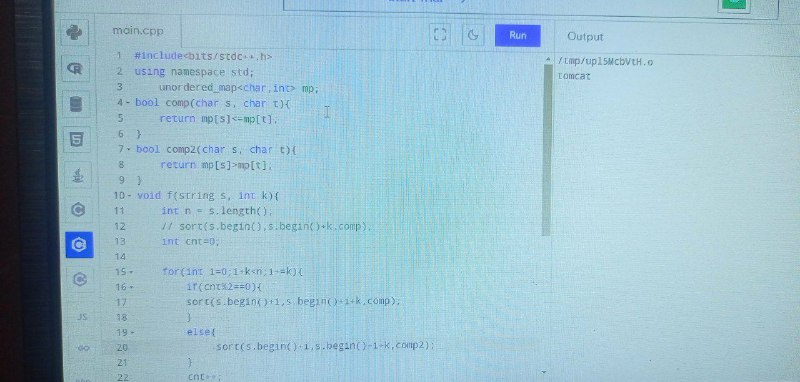 main.cpp
Run
Output
1 #include<bits/stdc++.h>
2 using namespace std;
3 unordered_map<char,int> mp;
4 bool comp(char s, char t){
5 return mp[s]<=mp[t];
6 }
7 bool comp2(char s, char t){
8 return mp[s]>mp[t];
9 }
10 void f(string s, int k){
11 int n = s.length();
12 // sort(s.begin(),s.begin()+k,comp);
13 int cnt=0;
14
15 for(int i=0;i+k<n;i+=k){
16 if(cnt%2==0){
17 sort(s.begin()+i,s.begin()+i+k,comp);
18 }
19 else{
20 sort(s.begin()+i,s.begin()+i+k,comp2);
21 }
22 cnt++;
/tmp/upl5McbVtH.o
tomcat
JS
GO